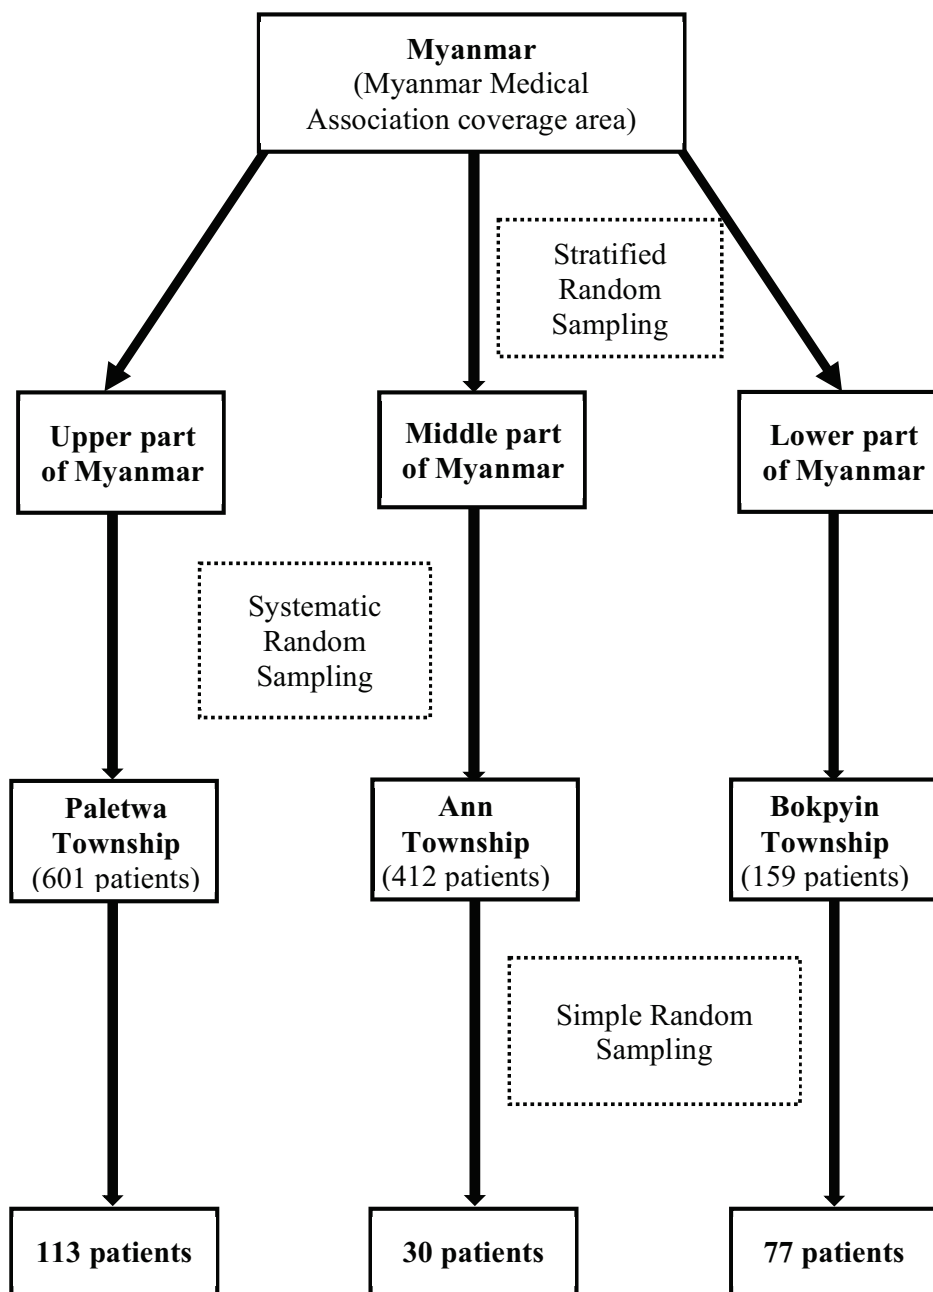 Myanmar
(Myanmar Medical
Association coverage area)
Stratified
Random
Sampling
Upper part
of Myanmar
Middle part
of Myanmar
Lower part
of Myanmar
Systematic
Random
Sampling
Paletwa
Township
(601 patients)
Ann
Township
(412 patients)
Bokpyin
Township
(159 patients)
Simple Random
Sampling
113 patients
30 patients
77 patients